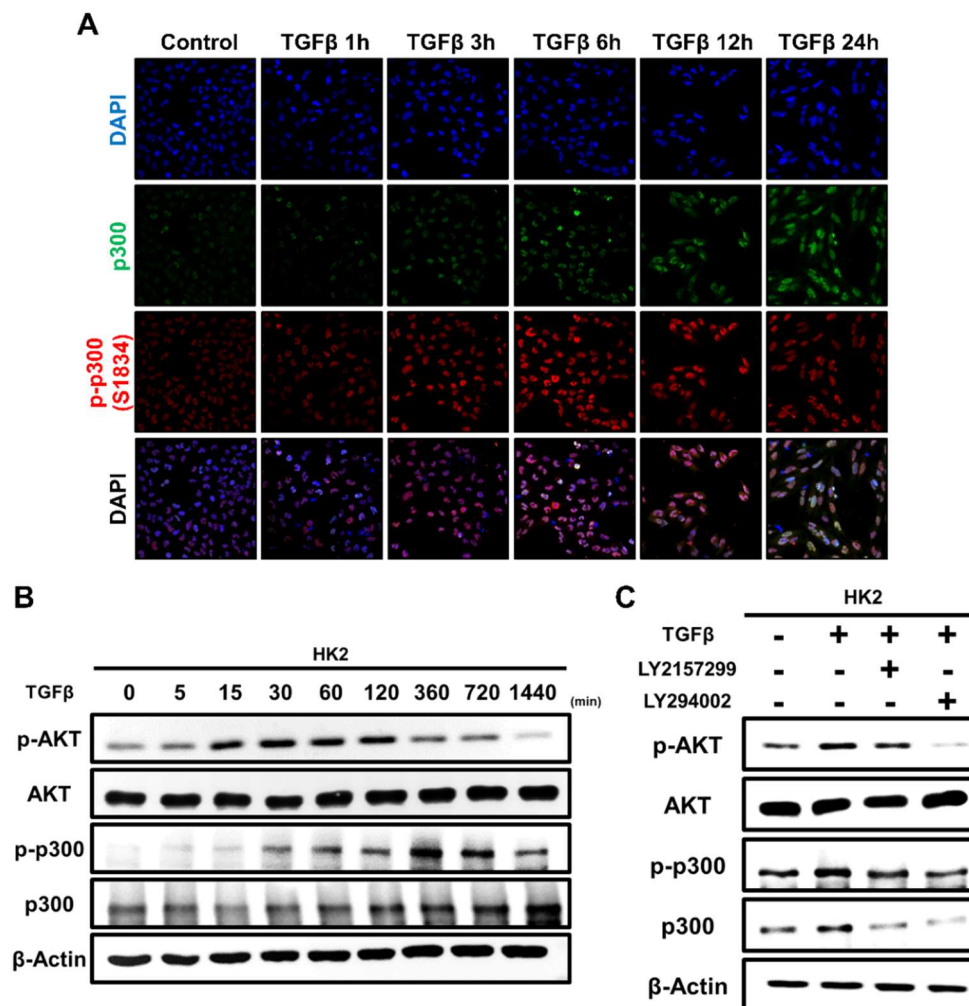 A
Control TGFβ 1h TGFβ 3h TGFβ 6h TGFβ 12h TGFβ 24h
DAPI
p300
p-p300
(S1834)
DAPI
B
HK2
TGFβ 0 5 15 30 60 120 360 720 1440 (min)
p-AKT
AKT
p-p300
p300
β-Actin
C
HK2
TGFβ - + + +
LY2157299 - - + -
LY294002 - - - +
p-AKT
AKT
p-p300
p300
β-Actin